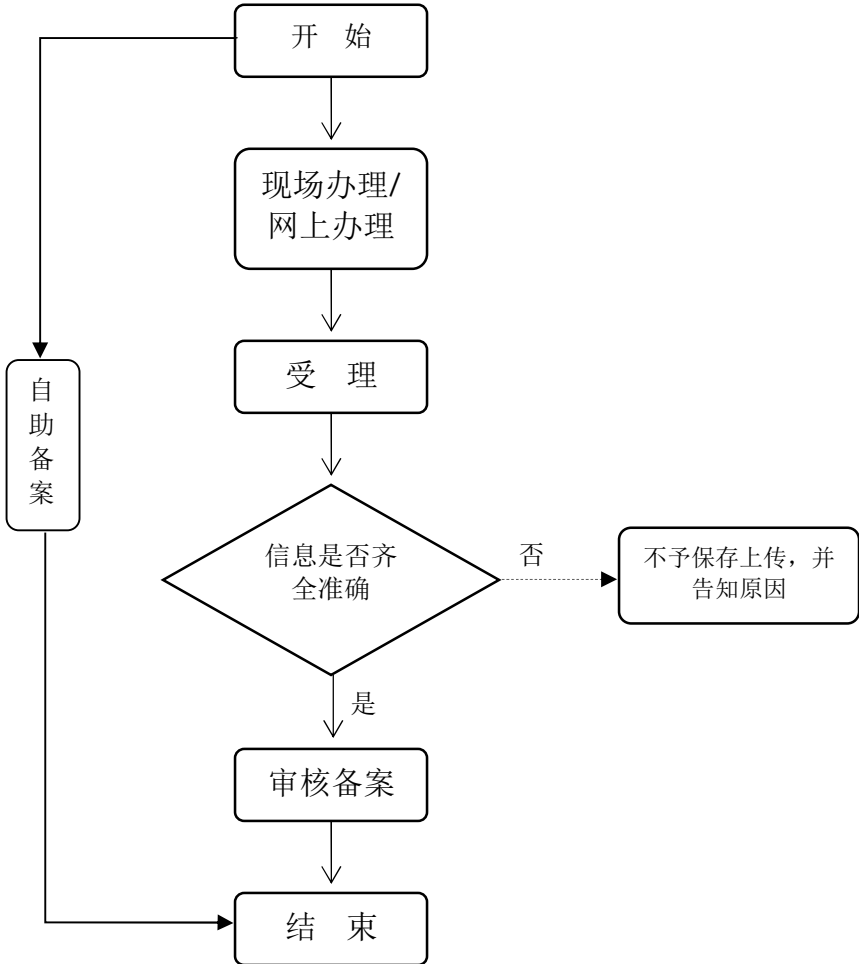 开 始
现场办理/
网上办理
受 理
自
助
备
案
信息是否齐
全准确
否
不予保存上传，并
告知原因
是
审核备案
结 束